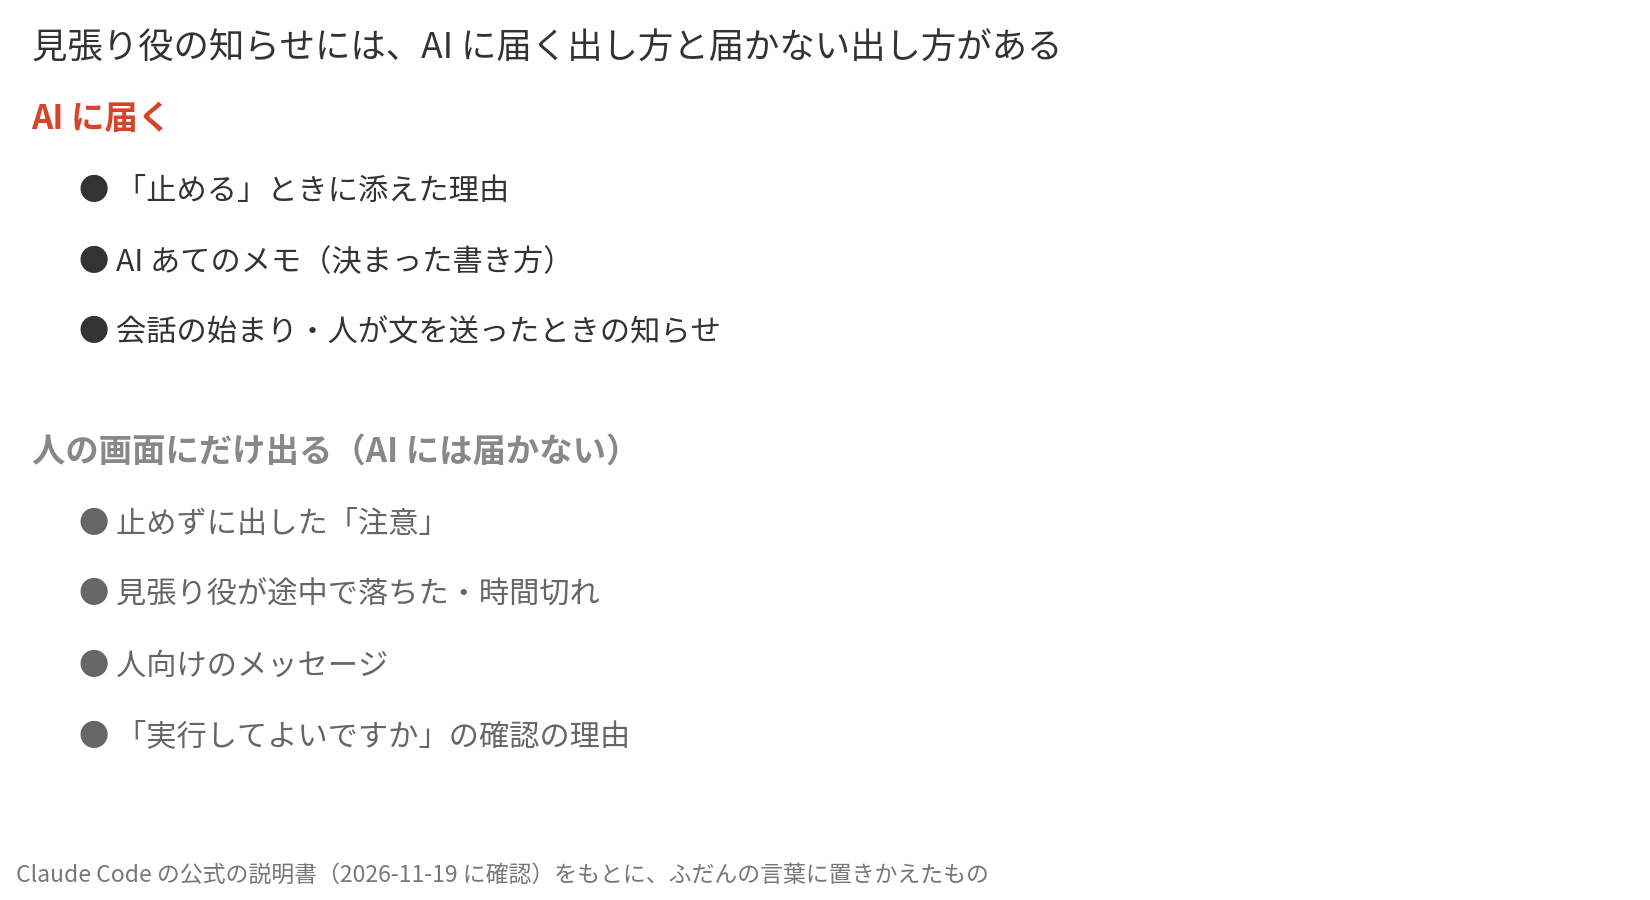 見張り役の知らせには、AI に届く出し方と届かない出し方がある
AI に届く
● 「止める」ときに添えた理由
● AI あてのメモ（決まった書き方）
● 会話の始まり・人が文を送ったときの知らせ
人の画面にだけ出る（AI には届かない）
● 止めずに出した「注意」
● 見張り役が途中で落ちた・時間切れ
● 人向けのメッセージ
● 「実行してよいですか」の確認の理由
Claude Code の公式の説明書（2026-11-19 に確認）をもとに、ふだんの言葉に置きかえたもの